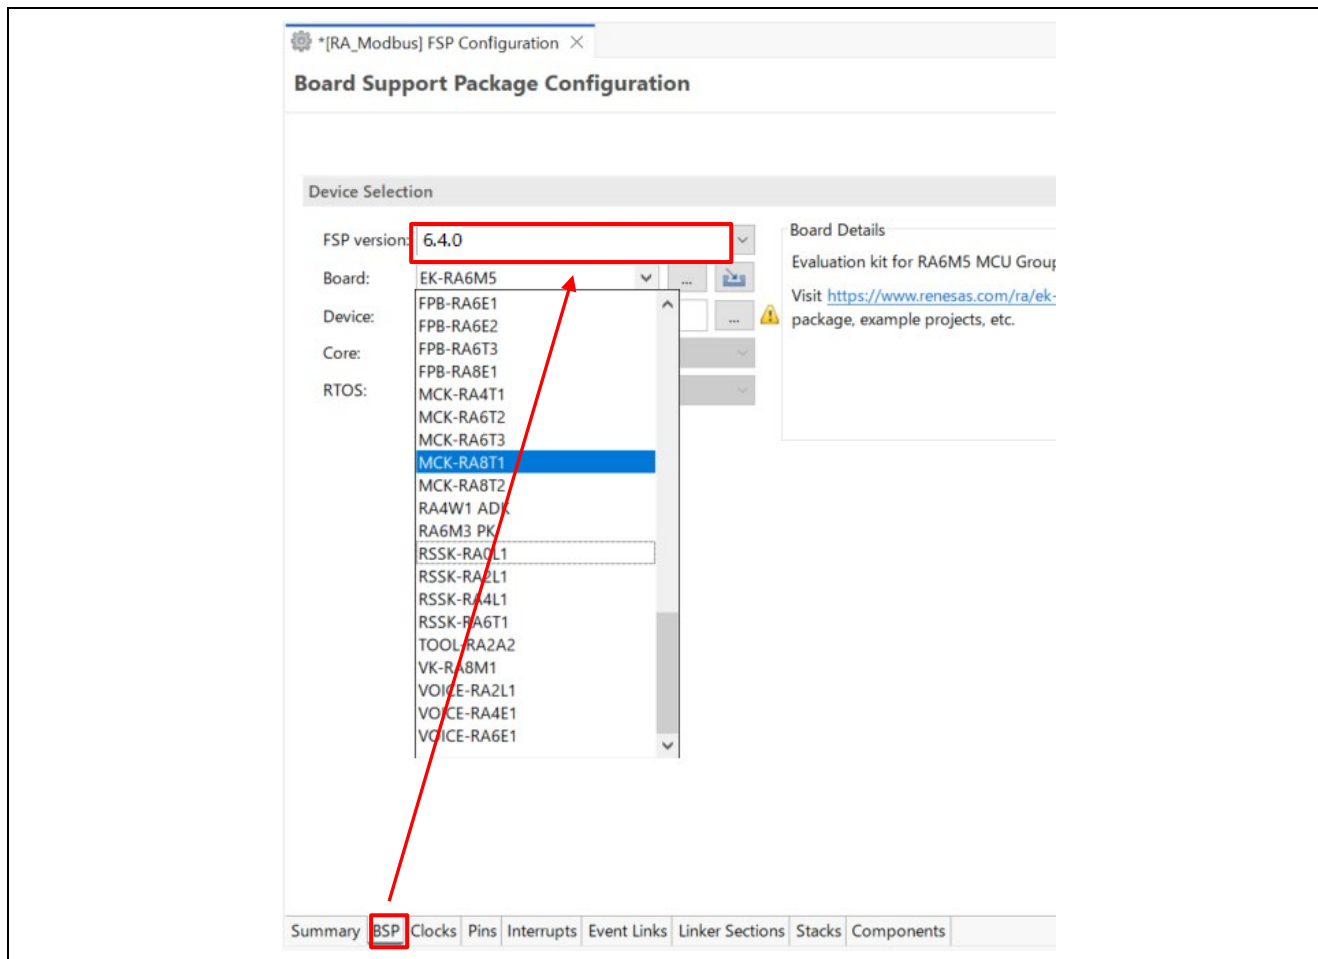 *[RA_Modbus] FSP Configuration
Board Support Package Configuration
Device Selection
FSP version: 6.4.0
Board: EK-RA6M5 ...
Device: ...
Core:
RTOS:
FPB-RA6E1
FPB-RA6E2
FPB-RA6T3
FPB-RA8E1
MCK-RA4T1
MCK-RA6T2
MCK-RA6T3
MCK-RA8T1
MCK-RA8T2
RA4W1 ADK
RA6M3 PK
RSSK-RA0L1
RSSK-RA2L1
RSSK-RA4L1
RSSK-RA6T1
TOOL-RA2A2
VK-RA8M1
VOICE-RA2L1
VOICE-RA4E1
VOICE-RA6E1
Board Details
Evaluation kit for RA6M5 MCU Group
Visit https://www.renesas.com/ra/ek-
package, example projects, etc.
Summary BSP Clocks Pins Interrupts Event Links Linker Sections Stacks Components